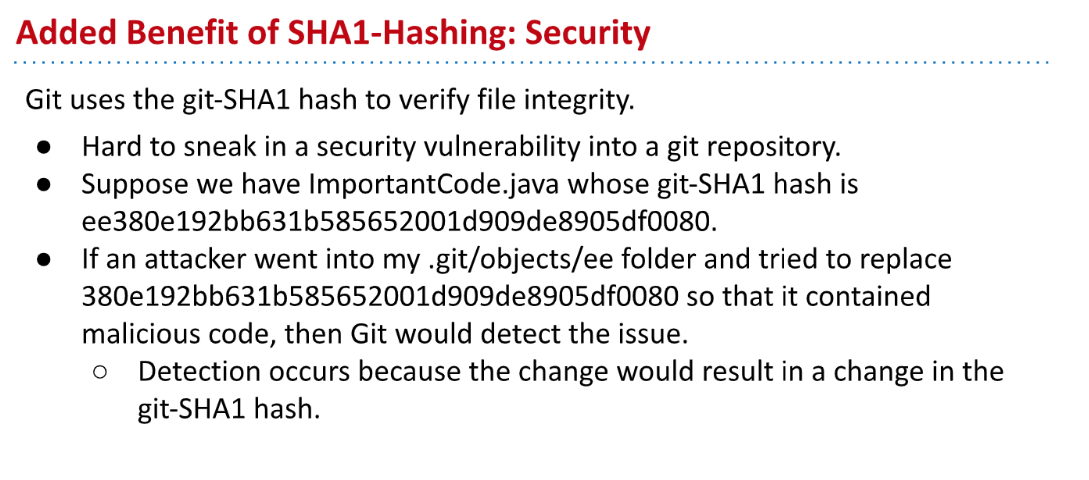 Added Benefit of SHA1-Hashing: Security
Git uses the git-SHA1 hash to verify file integrity.
● Hard to sneak in a security vulnerability into a git repository.
● Suppose we have ImportantCode.java whose git-SHA1 hash is
ee380e192bb631b585652001d909de8905df0080.
● If an attacker went into my .git/objects/ee folder and tried to replace
380e192bb631b585652001d909de8905df0080 so that it contained
malicious code, then Git would detect the issue.
○ Detection occurs because the change would result in a change in the
git-SHA1 hash.